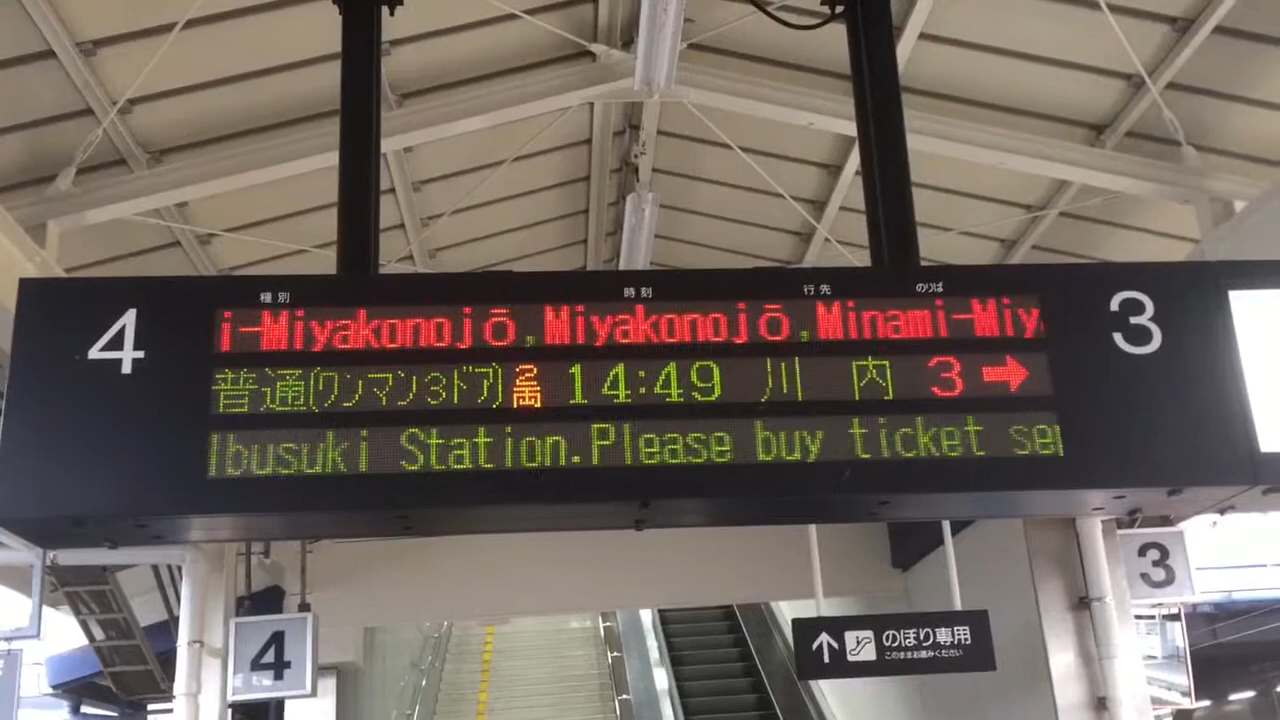 種別 時刻 行先 のりば
4
i-Miyakonojō,Miyakonojō,Minami-Miy
普通(ワンマン3ドア) 2両 14:49 川内 3 →
Ibusuki Station.Please buy ticket se
3
3
4
↑ のぼり専用
このままお進みください